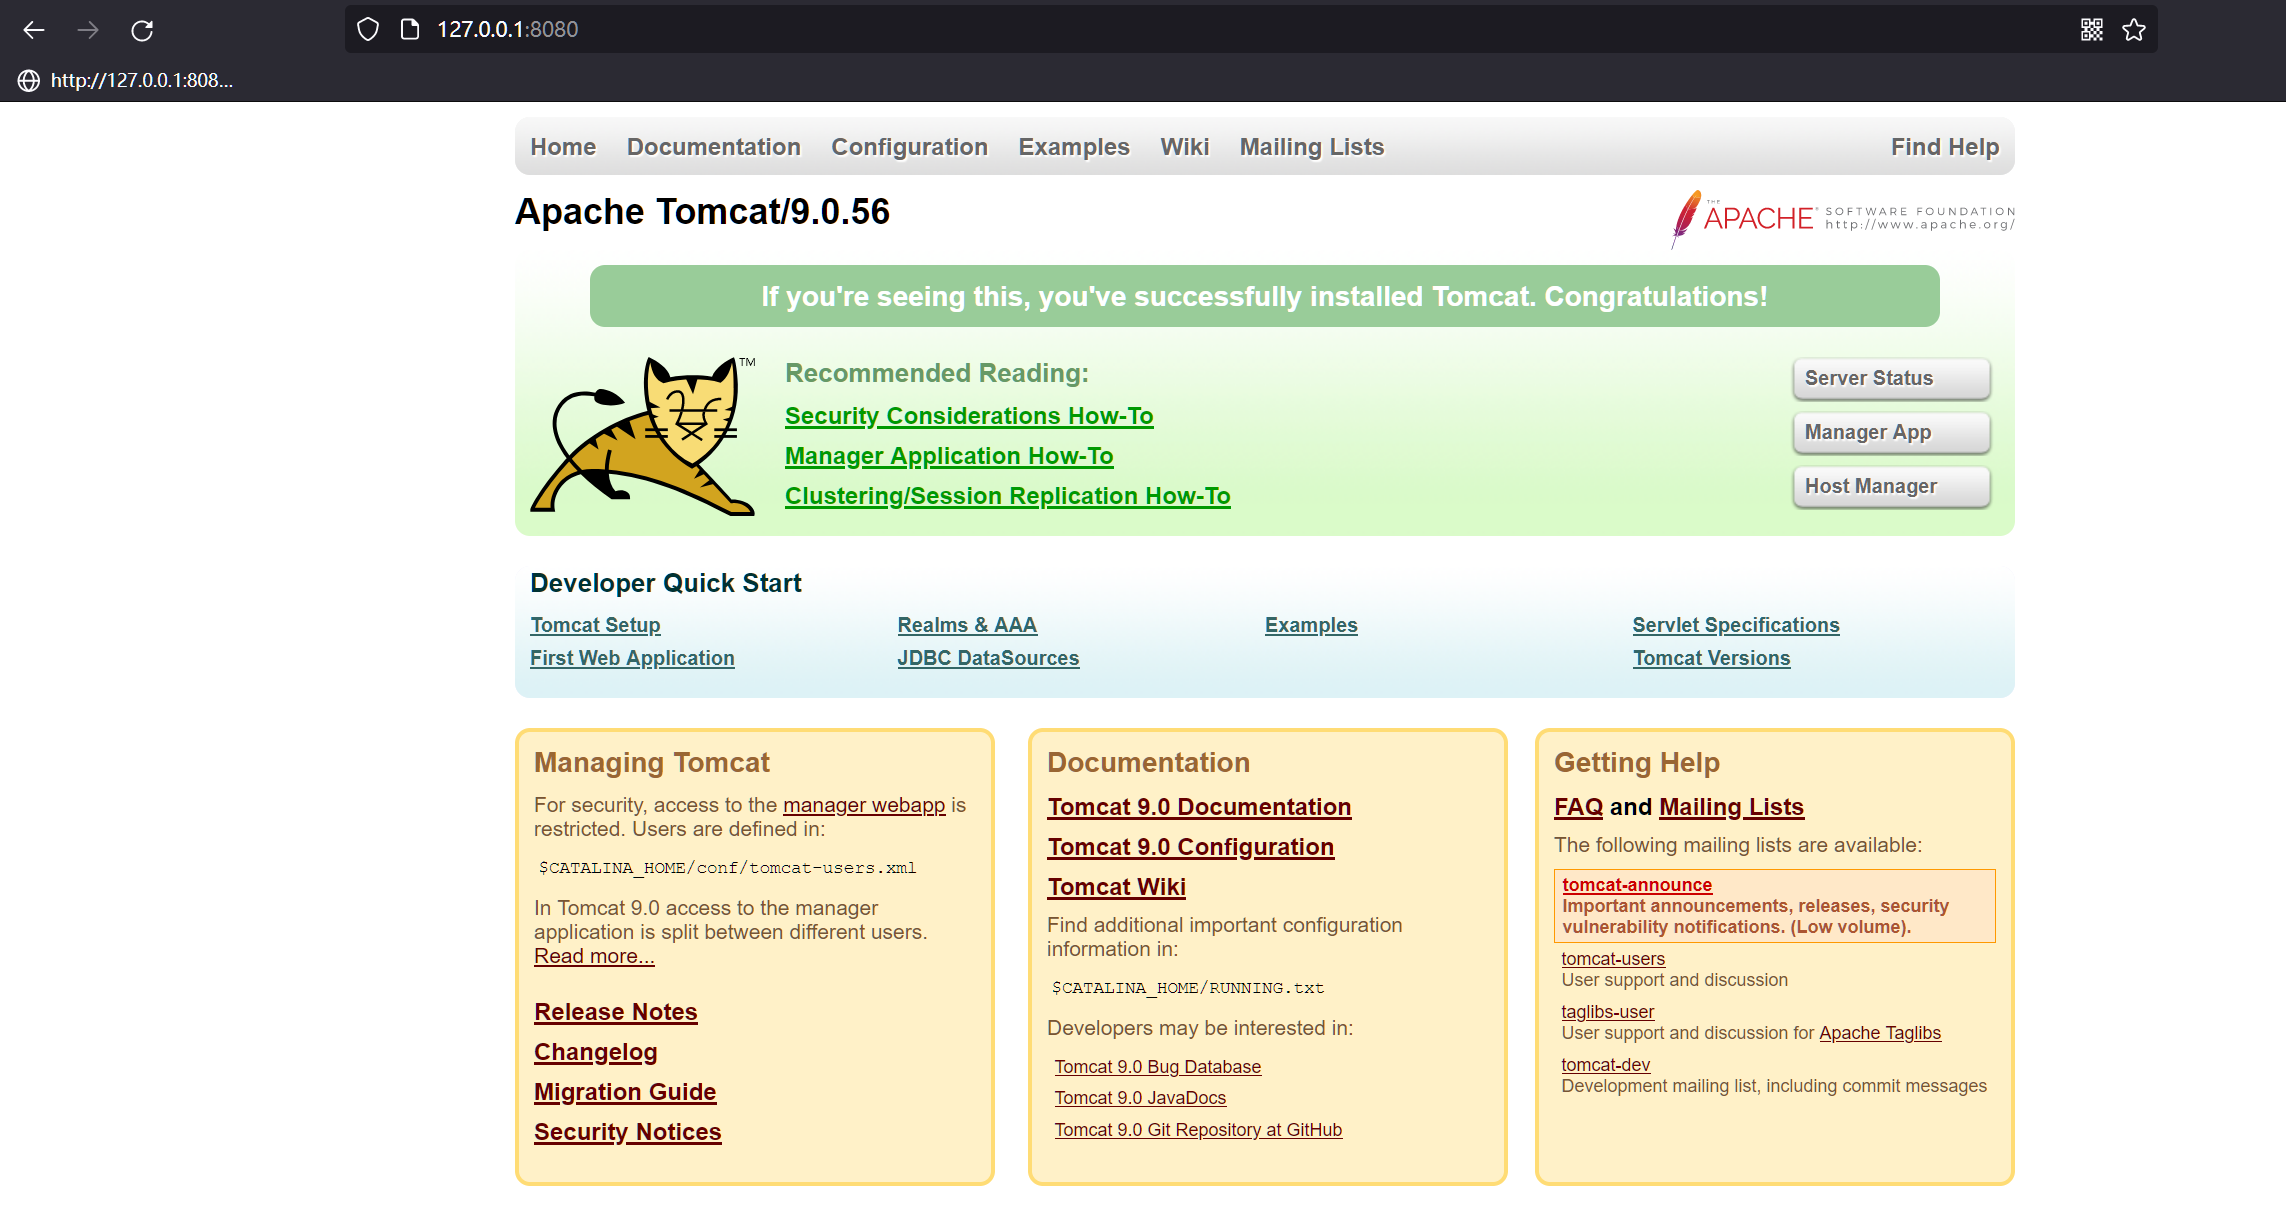 127.0.0.1:8080
http://127.0.0.1:808...
Home Documentation Configuration Examples Wiki Mailing Lists Find Help
Apache Tomcat/9.0.56
THE APACHE® SOFTWARE FOUNDATION
http://www.apache.org/
If you're seeing this, you've successfully installed Tomcat. Congratulations!
TM
Recommended Reading:
Security Considerations How-To
Manager Application How-To
Clustering/Session Replication How-To
Server Status
Manager App
Host Manager
Developer Quick Start
Tomcat Setup
First Web Application
Realms & AAA
JDBC DataSources
Examples
Servlet Specifications
Tomcat Versions
Managing Tomcat
For security, access to the manager webapp is
restricted. Users are defined in:
$CATALINA_HOME/conf/tomcat-users.xml
In Tomcat 9.0 access to the manager
application is split between different users.
Read more...
Release Notes
Changelog
Migration Guide
Security Notices
Documentation
Tomcat 9.0 Documentation
Tomcat 9.0 Configuration
Tomcat Wiki
Find additional important configuration
information in:
$CATALINA_HOME/RUNNING.txt
Developers may be interested in:
Tomcat 9.0 Bug Database
Tomcat 9.0 JavaDocs
Tomcat 9.0 Git Repository at GitHub
Getting Help
FAQ and Mailing Lists
The following mailing lists are available:
tomcat-announce
Important announcements, releases, security
vulnerability notifications. (Low volume).
tomcat-users
User support and discussion
taglibs-user
User support and discussion for Apache Taglibs
tomcat-dev
Development mailing list, including commit messages